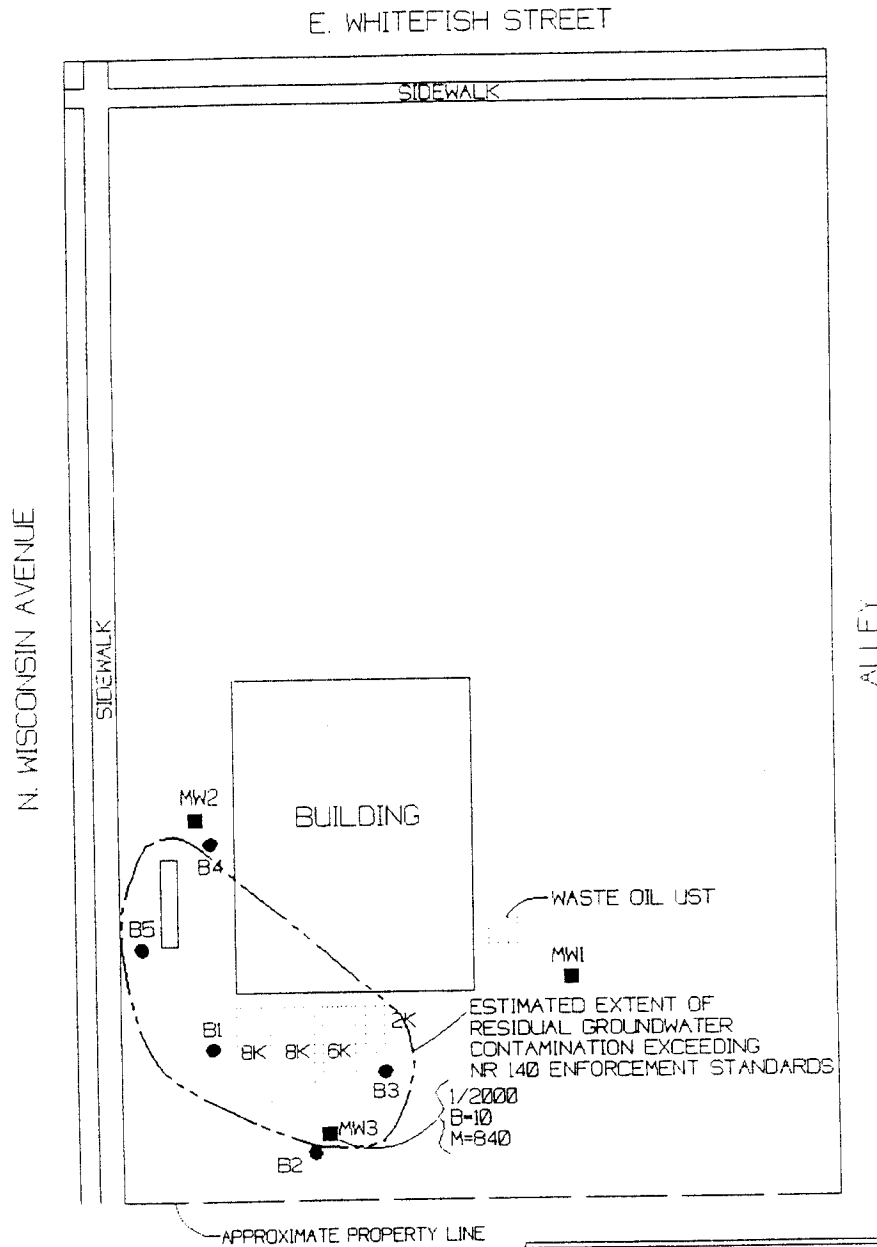 E. WHITEFISH STREET
SIDEWALK
N. WISCONSIN AVENUE
SIDEWALK
ALLEY
MW2
BUILDING
B4
WASTE OIL UST
B5
MW1
ESTIMATED EXTENT OF
RESIDUAL GROUNDWATER
CONTAMINATION EXCEEDING
NR 140 ENFORCEMENT STANDARDS
2K
B1
8K 8K 6K
B3
1/2000
B=10
M=840
MW3
B2
APPROXIMATE PROPERTY LINE